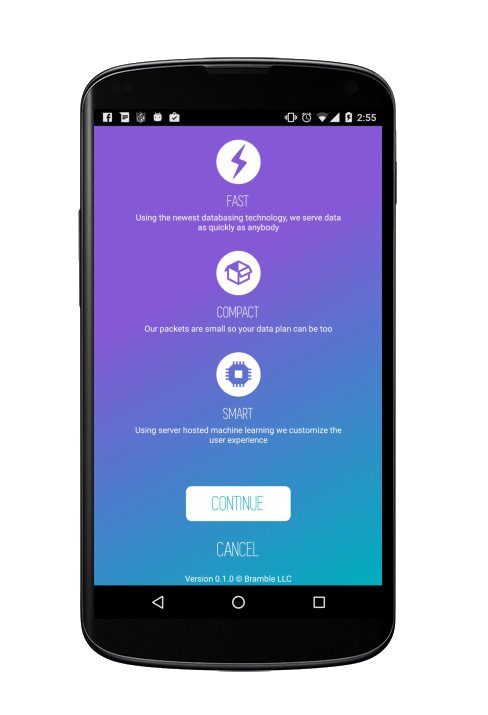 2:55
FAST
Using the newest databasing technology, we serve data
as quickly as anybody
COMPACT
Our packets are small so your data plan can be too
SMART
Using server hosted machine learning we customize the
user experience
CONTINUE
CANCEL
Version 0.1.0 © Bramble LLC